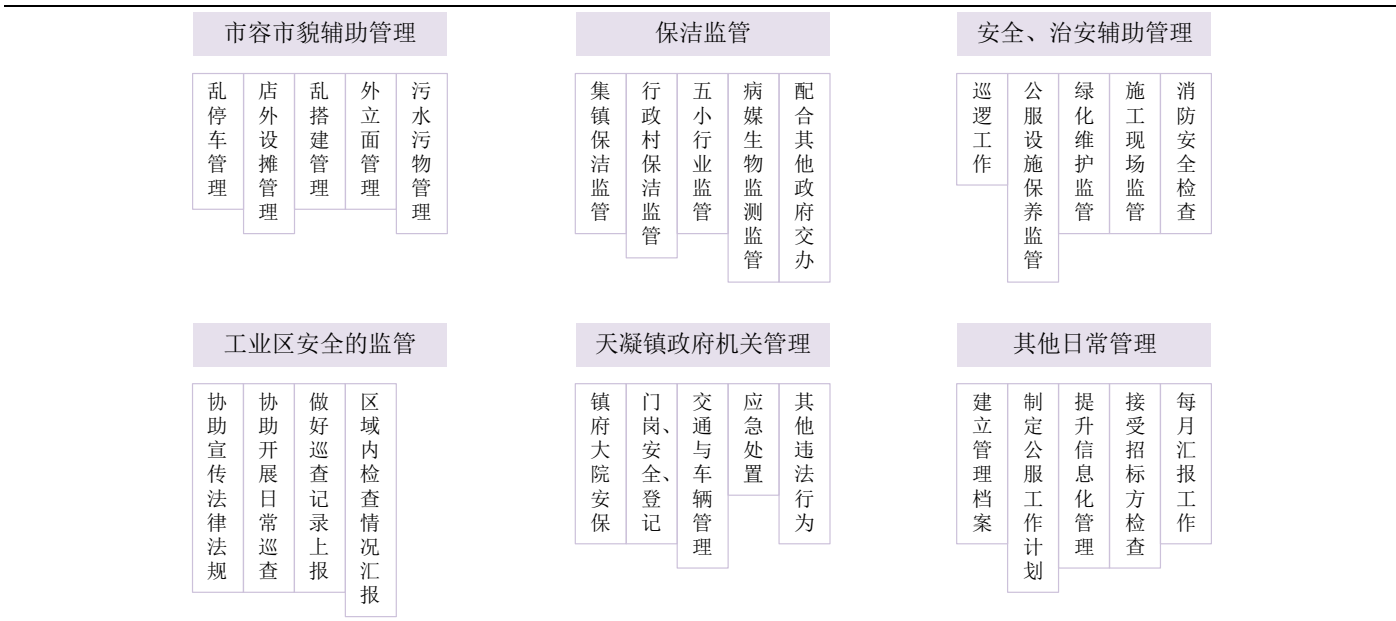 市容市貌辅助管理
乱停车管理
店外设摊管理
乱搭建管理
外立面管理
污水污物管理
保洁监管
集镇保洁监管
行政村保洁监管
五小行业监管
病媒生物监测监管
配合其他政府交办
安全、治安辅助管理
巡逻工作
公服设施保养监管
绿化维护监管
施工现场监管
消防安全检查
工业区安全的监管
协助宣传法律法规
协助开展日常巡查
做好巡查记录上报
区域内检查情况汇报
天凝镇政府机关管理
镇府大院安保
门岗、安全、登记
交通与车辆管理
应急处置
其他违法行为
其他日常管理
建立管理档案
制定公服工作计划
提升信息化管理
接受招标方检查
每月汇报工作